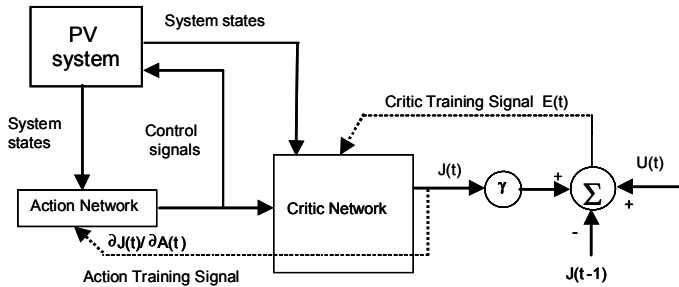 System states
PV
system
Critic Training Signal E(t)
System
states
Control
signals
J(t)
γ
+
Σ
U(t)
+
Action Network
Critic Network
-
∂J(t)/∂A(t)
Action Training Signal
J(t-1)